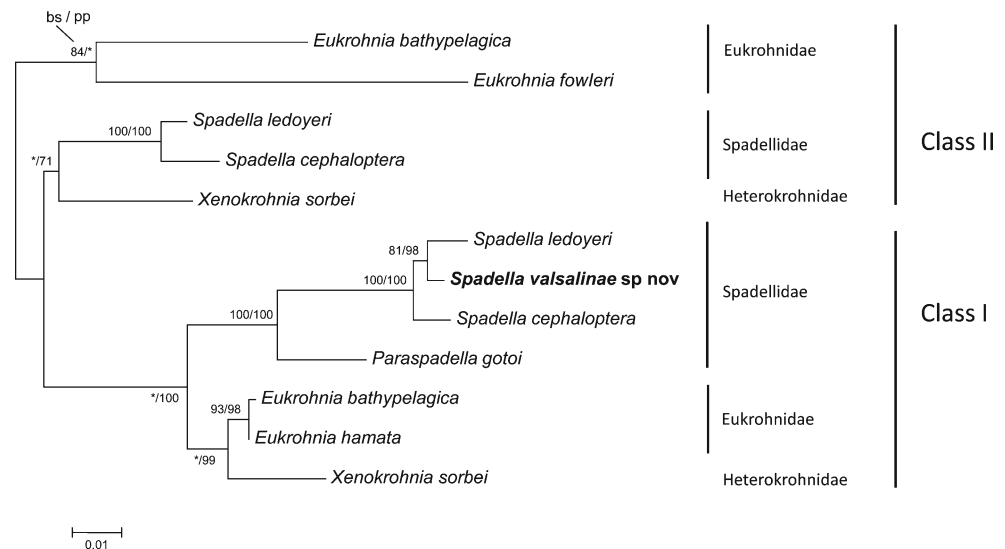 bs / pp
84/*
Eukrohnia bathypelagica
Eukrohnia fowleri
Eukrohnidae
100/100
Spadella ledoyeri
Spadella cephaloptera
Spadellidae
*/71
Xenokrohnia sorbei
Heterokrohnidae
Class II
81/98
Spadella ledoyeri
100/100
Spadella valsalinae sp nov
Spadella cephaloptera
100/100
Paraspadella gotoi
Spadellidae
Class I
*/100
93/98
Eukrohnia bathypelagica
Eukrohnia hamata
Eukrohnidae
*/99
Xenokrohnia sorbei
Heterokrohnidae
0.01